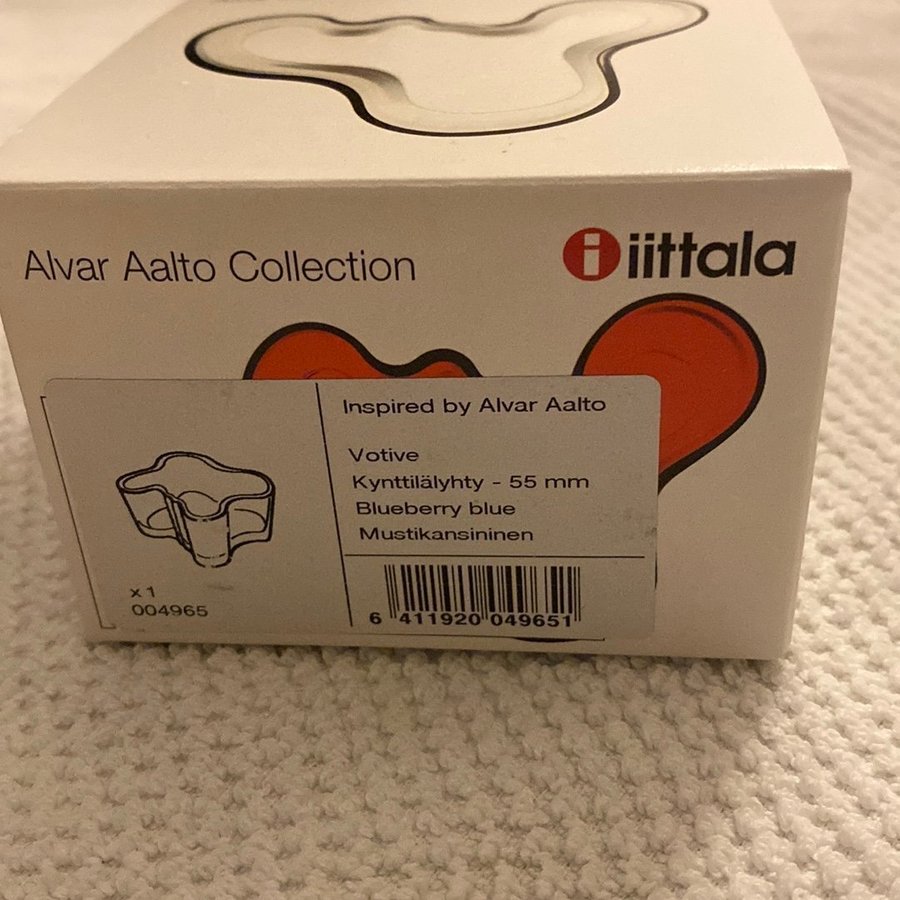 Alvar Aalto Collection
i iittala
Inspired by Alvar Aalto
Votive
Kynttilälyhty - 55 mm
Blueberry blue
Mustikansininen
x 1
004965
6 411920 049651